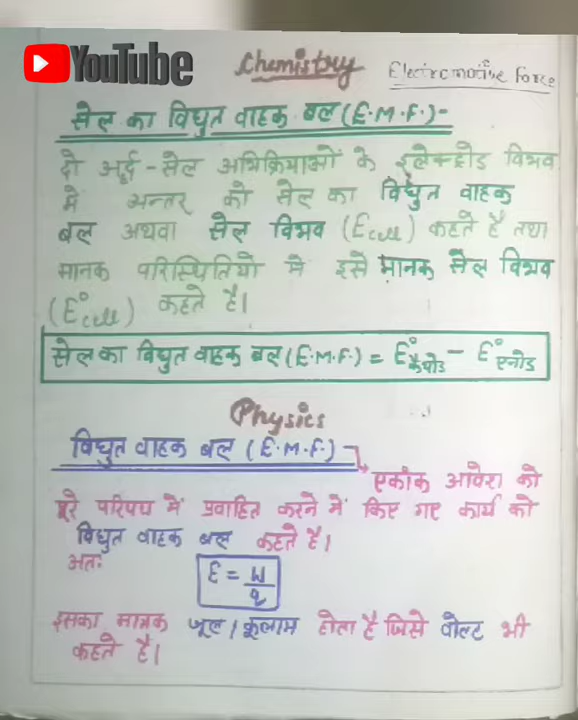 YouTube
Chemistry
Electromotive Force
सेल का विद्युत वाहक बल (E.M.F.)-
दो अर्द्ध-सेल अभिक्रियाओं के इलेक्ट्रोड विभव
में अन्तर को सेल का विद्युत वाहक
बल अथवा सेल विभव (Ecell) कहते है तथा
मानक परिस्थितियो मे इसे मानक सेल विभव
(E°cell) कहते है।
सेल का विद्युत वाहक बल (E.M.F.) = E°कैथोड - E°एनोड
Physics
विद्युत वाहक बल (E.M.F.)
एकांक आवेश को
पूरे परिपथ में प्रवाहित करने में किए गए कार्य को
विद्युत वाहक बल कहते है।
अतः
E = W/q
इसका मात्रक जूल/कूलाम होता है जिसे वोल्ट भी
कहते है।